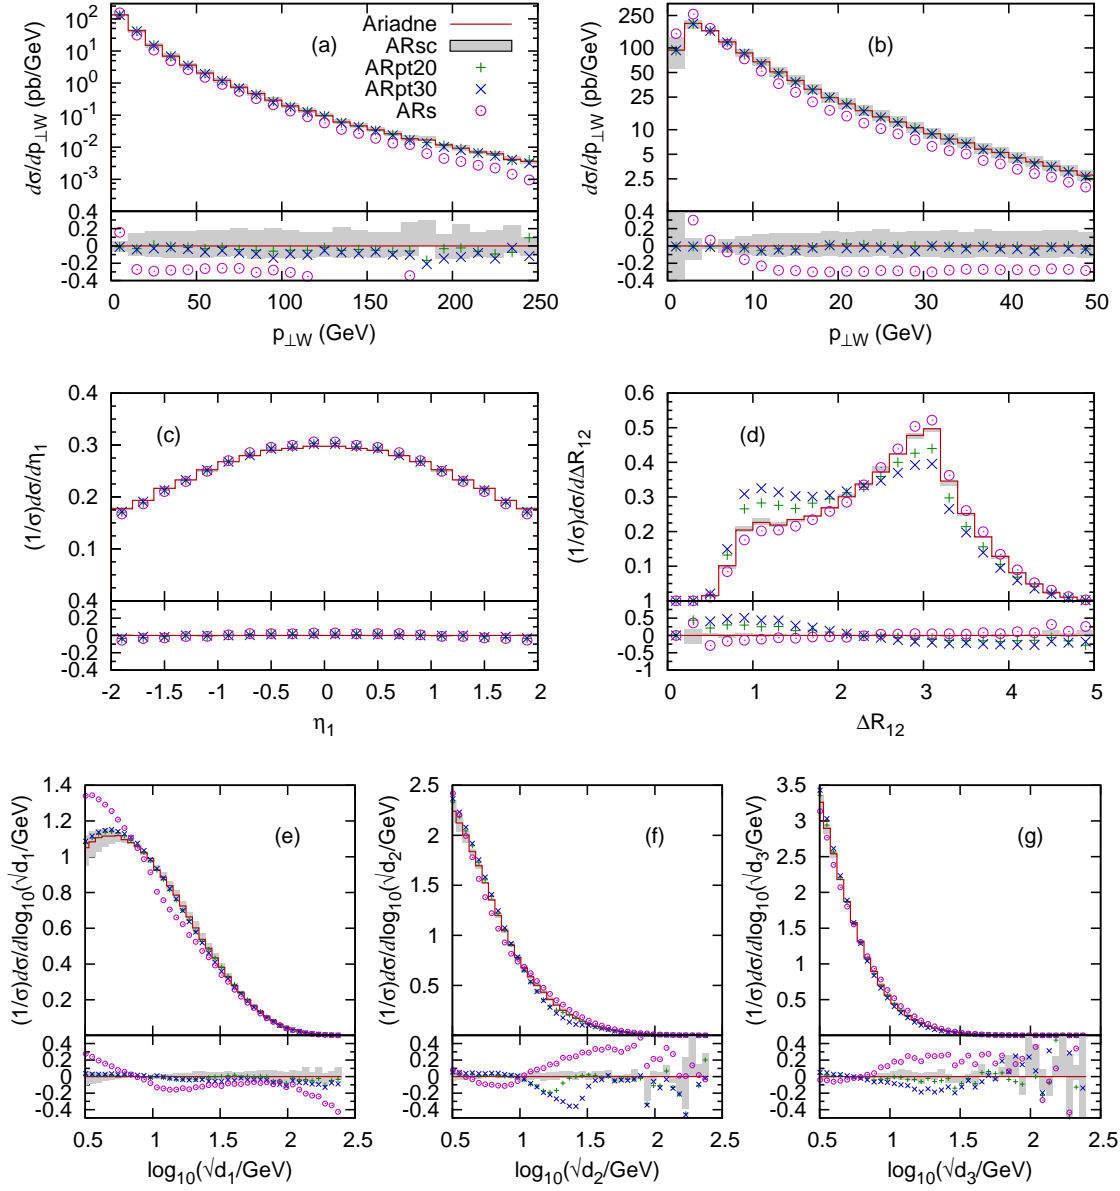 Ariadne
ARsc
ARpt20
ARpt30
ARs
(a)
dσ/dp⊥W (pb/GeV)
10² 10¹ 10⁰ 10⁻¹ 10⁻² 10⁻³
0.4 0.2 0 -0.2 -0.4
0 50 100 150 200 250
p⊥W (GeV)
(b)
dσ/dp⊥W (pb/GeV)
250 100 50 25 10 5 2.5
0.4 0.2 0 -0.2 -0.4
0 10 20 30 40 50
p⊥W (GeV)
(c)
(1/σ)dσ/dη₁
0.4 0.3 0.2 0.1
0.4 0.2 0 -0.2 -0.4
-2 -1.5 -1 -0.5 0 0.5 1 1.5 2
η₁
(d)
(1/σ)dσ/dΔR₁₂
0.6 0.5 0.4 0.3 0.2 0.1
1 0.5 0 -0.5 -1
0 1 2 3 4 5
ΔR₁₂
(e)
(1/σ)dσ/dlog₁₀(√d₁/GeV)
1.4 1.2 1 0.8 0.6 0.4 0.2
0.4 0.2 0 -0.2 -0.4
0.5 1 1.5 2 2.5
log₁₀(√d₁/GeV)
(f)
(1/σ)dσ/dlog₁₀(√d₂/GeV)
2.5 2 1.5 1 0.5
0.4 0.2 0 -0.2 -0.4
0.5 1 1.5 2 2.5
log₁₀(√d₂/GeV)
(g)
(1/σ)dσ/dlog₁₀(√d₃/GeV)
3.5 3 2.5 2 1.5 1 0.5
0.4 0.2 0 -0.2 -0.4
0.5 1 1.5 2 2.5
log₁₀(√d₃/GeV)